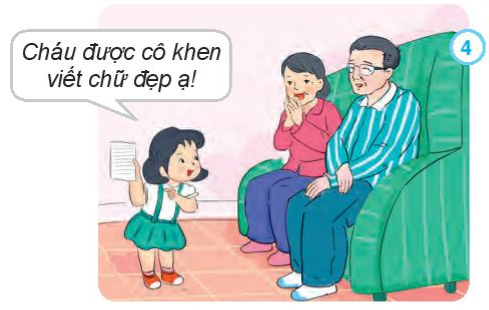 Cháu được cô khen
viết chữ đẹp ạ!
4